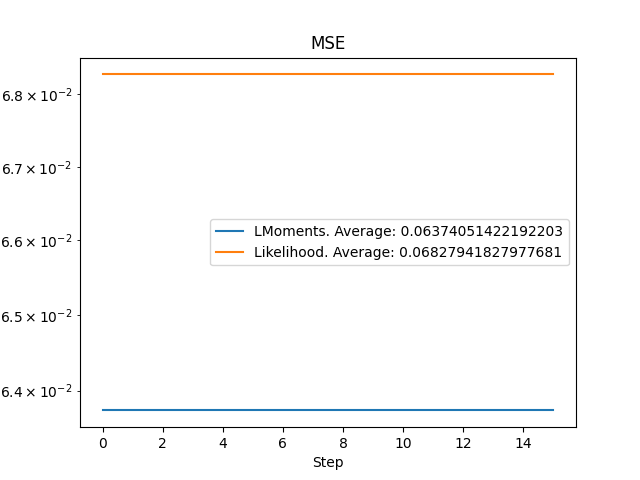 MSE
6.8 × 10⁻²
6.7 × 10⁻²
6.6 × 10⁻²
6.5 × 10⁻²
6.4 × 10⁻²
LMoments. Average: 0.06374051422192203
Likelihood. Average: 0.06827941827977681
0 2 4 6 8 10 12 14
Step